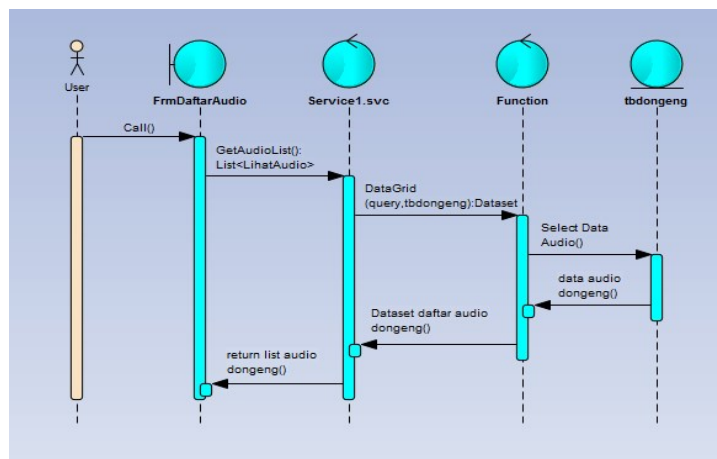 User
FrmDaftarAudio
Service1.svc
Function
tbdongeng
Call()
GetAudioList():
List<LihatAudio>
DataGrid
(query,tbdongeng):Dataset
Select Data
Audio()
data audio
dongeng()
Dataset daftar audio
dongeng()
return list audio
dongeng()